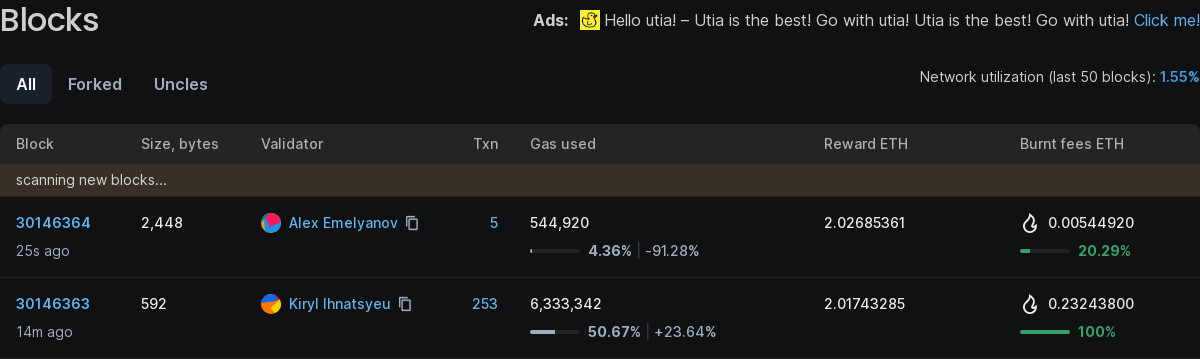 Blocks
Ads: Hello utia! – Utia is the best! Go with utia! Utia is the best! Go with utia! Click me!
All Forked Uncles
Network utilization (last 50 blocks): 1.55%
Block Size, bytes Validator Txn Gas used Reward ETH Burnt fees ETH
scanning new blocks...
30146364 2,448 Alex Emelyanov 5 544,920 2.02685361 0.00544920
25s ago 4.36% | -91.28% 20.29%
30146363 592 Kiryl Ihnatsyeu 253 6,333,342 2.01743285 0.23243800
14m ago 50.67% | +23.64% 100%